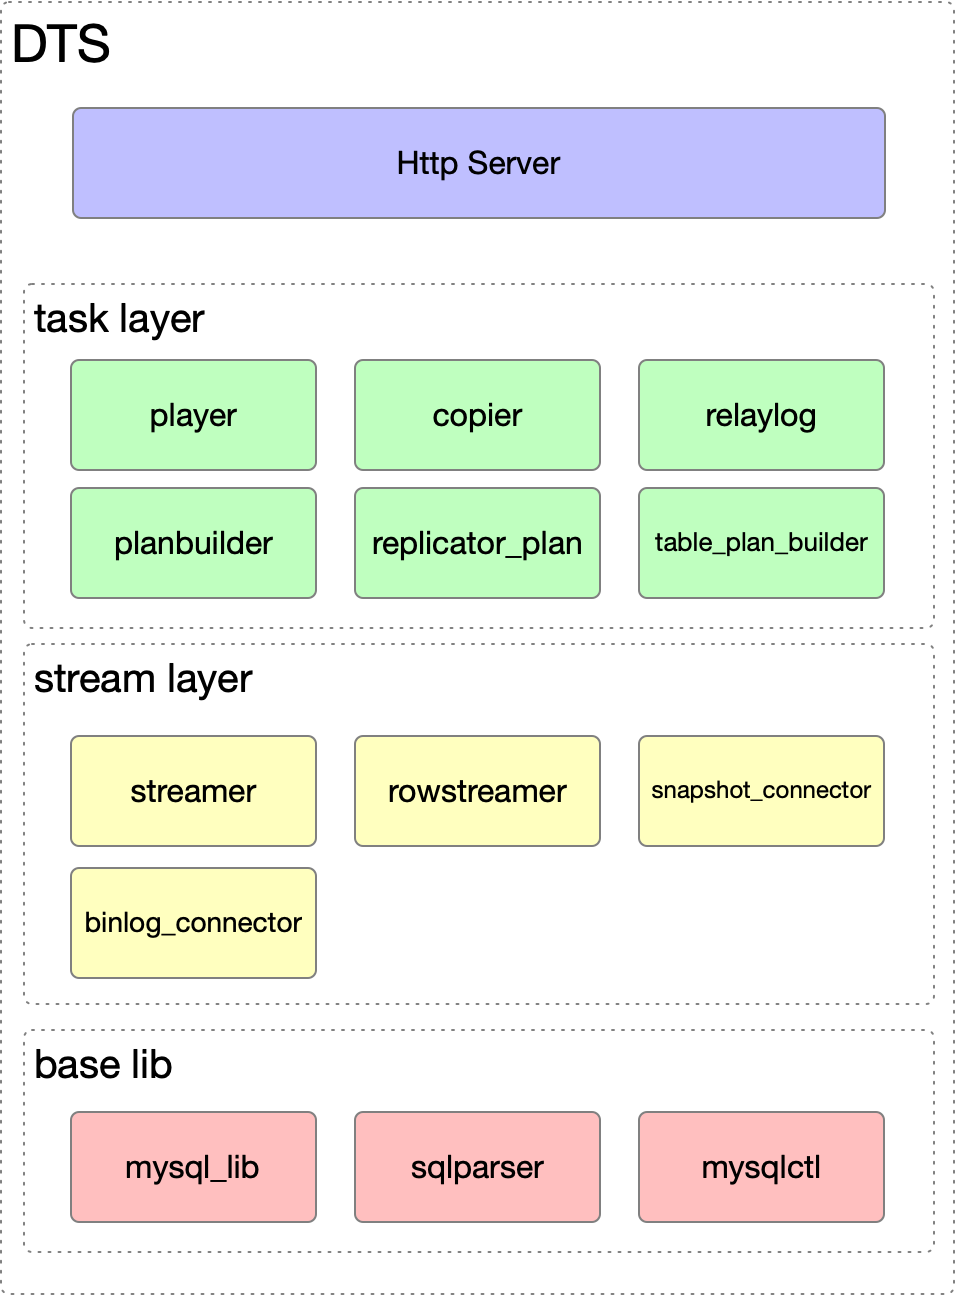 DTS
Http Server
task layer
player
copier
relaylog
planbuilder
replicator_plan
table_plan_builder
stream layer
streamer
rowstreamer
snapshot_connector
binlog_connector
base lib
mysql_lib
sqlparser
mysqlctl